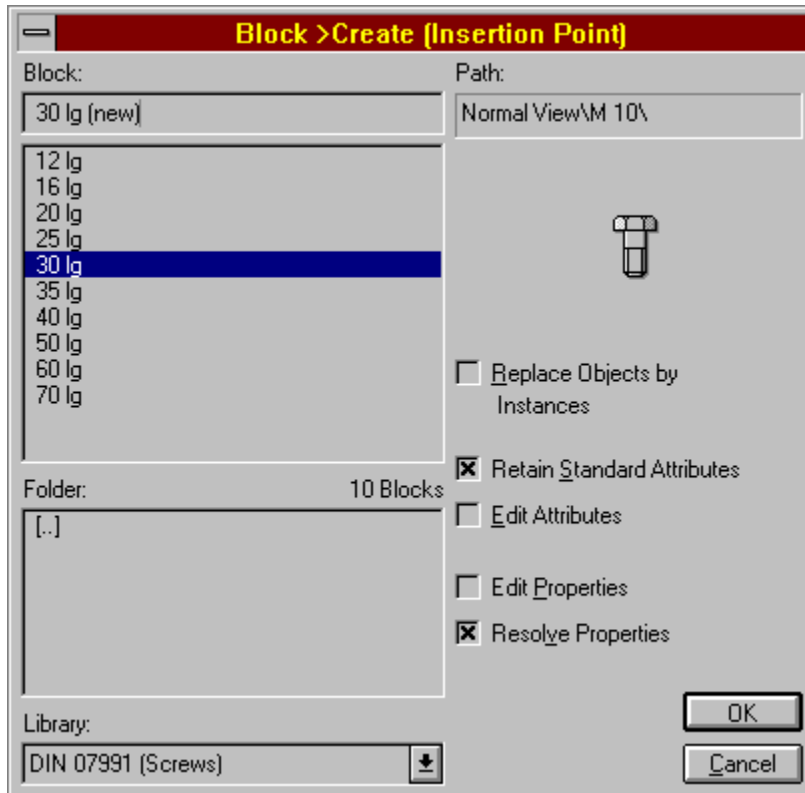 Block >Create (Insertion Point)
Block:
30 lg (new)
12 lg
16 lg
20 lg
25 lg
30 lg
35 lg
40 lg
50 lg
60 lg
70 lg
Folder: 10 Blocks
[..]
Library:
DIN 07991 (Screws)
Path:
Normal View\M 10\
Replace Objects by
Instances
Retain Standard Attributes
Edit Attributes
Edit Properties
Resolve Properties
OK
Cancel